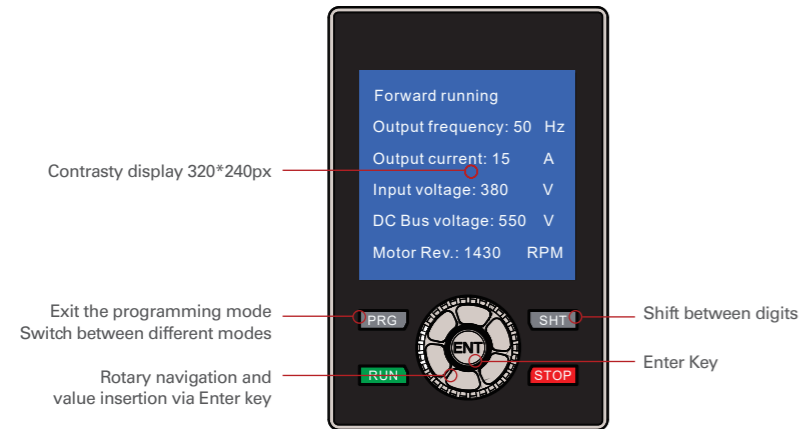 Forward running
Output frequency: 50 Hz
Output current: 15 A
Input voltage: 380 V
DC Bus voltage: 550 V
Motor Rev.: 1430 RPM
Contrasty display 320*240px
Exit the programming mode
Switch between different modes
Rotary navigation and
value insertion via Enter key
PRG
SHT
ENT
RUN
STOP
Shift between digits
Enter Key